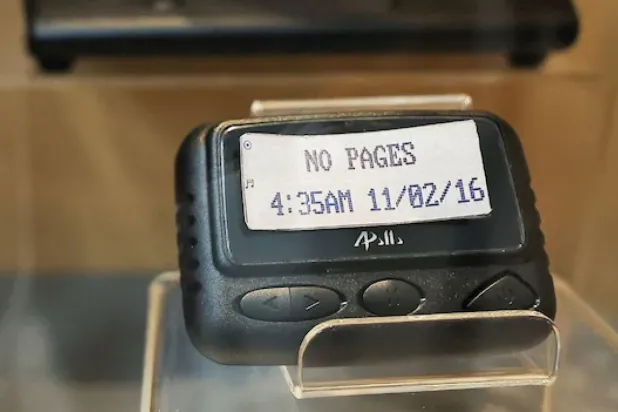 NO PAGES
4:35AM 11/02/16
Apollo